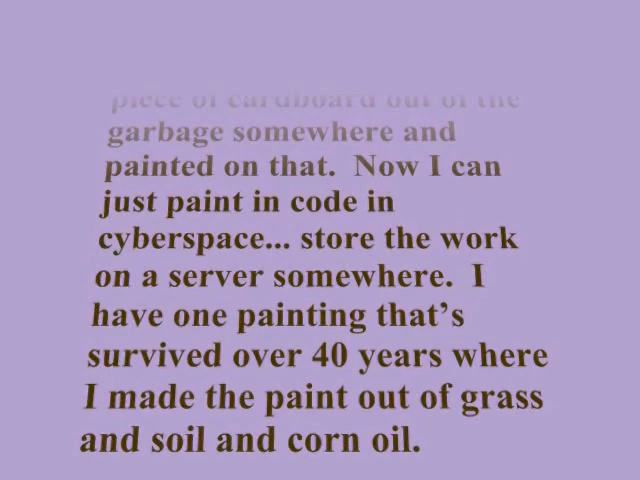 piece of cardboard out of the
garbage somewhere and
painted on that.  Now I can
just paint in code in
cyberspace... store the work
on a server somewhere.  I
have one painting that’s
survived over 40 years where
I made the paint out of grass
and soil and corn oil.